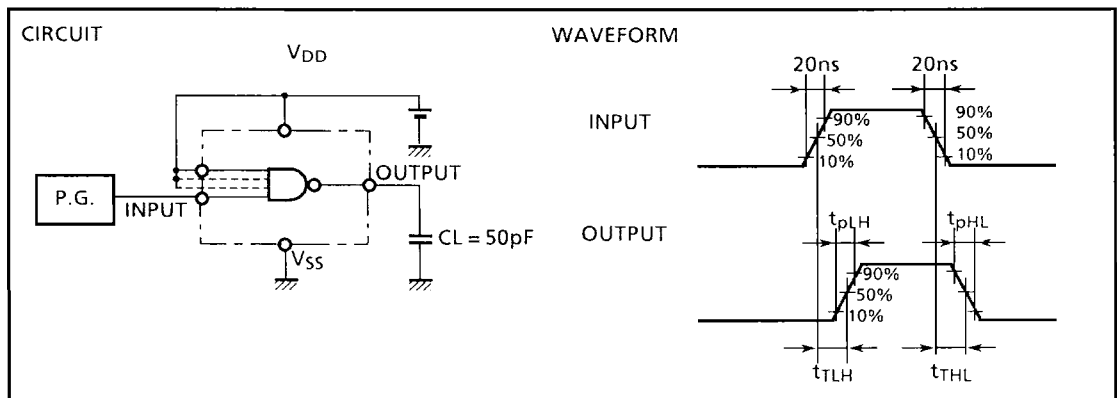 CIRCUIT
WAVEFORM
VDD
P.G.
INPUT
OUTPUT
CL = 50pF
VSS
INPUT
20ns
20ns
90%
50%
10%
90%
50%
10%
OUTPUT
tpLH
tpHL
90%
50%
10%
tTLH
tTHL